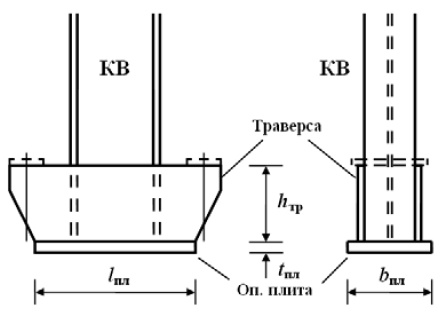 КВ
КВ
Траверса
hтр
tпл
lпл
Оп. плита
bпл